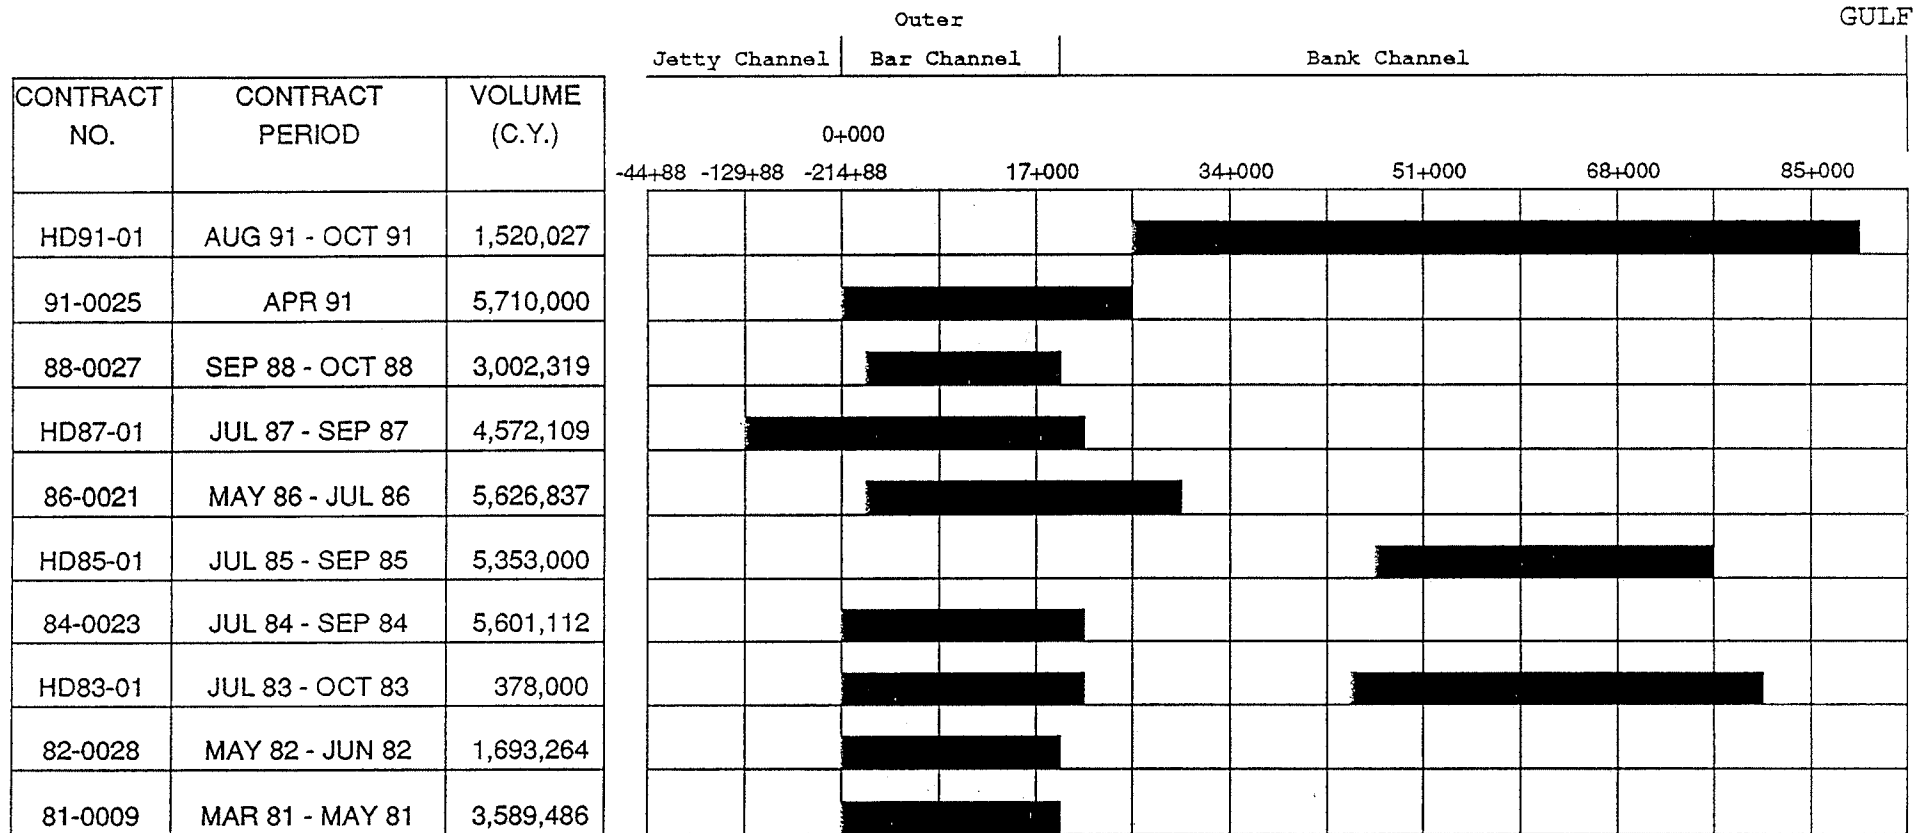 Outer
GULF
Jetty Channel Bar Channel Bank Channel
CONTRACT CONTRACT VOLUME
NO. PERIOD (C.Y.)
0+000
-44+88 -129+88 -214+88 17+000 34+000 51+000 68+000 85+000
HD91-01 AUG 91 - OCT 91 1,520,027
91-0025 APR 91 5,710,000
88-0027 SEP 88 - OCT 88 3,002,319
HD87-01 JUL 87 - SEP 87 4,572,109
86-0021 MAY 86 - JUL 86 5,626,837
HD85-01 JUL 85 - SEP 85 5,353,000
84-0023 JUL 84 - SEP 84 5,601,112
HD83-01 JUL 83 - OCT 83 378,000
82-0028 MAY 82 - JUN 82 1,693,264
81-0009 MAR 81 - MAY 81 3,589,486